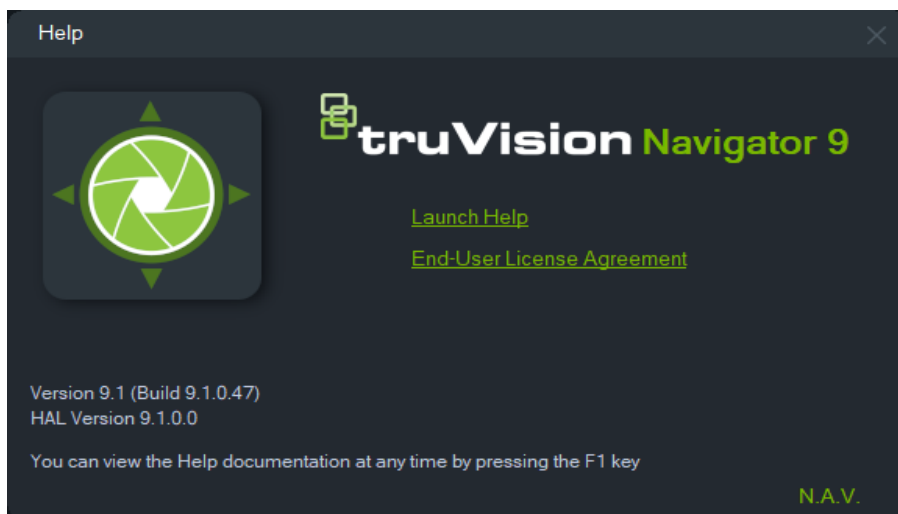 Help
truVision Navigator 9
Launch Help
End-User License Agreement
Version 9.1 (Build 9.1.0.47)
HAL Version 9.1.0.0
You can view the Help documentation at any time by pressing the F1 key
N.A.V.